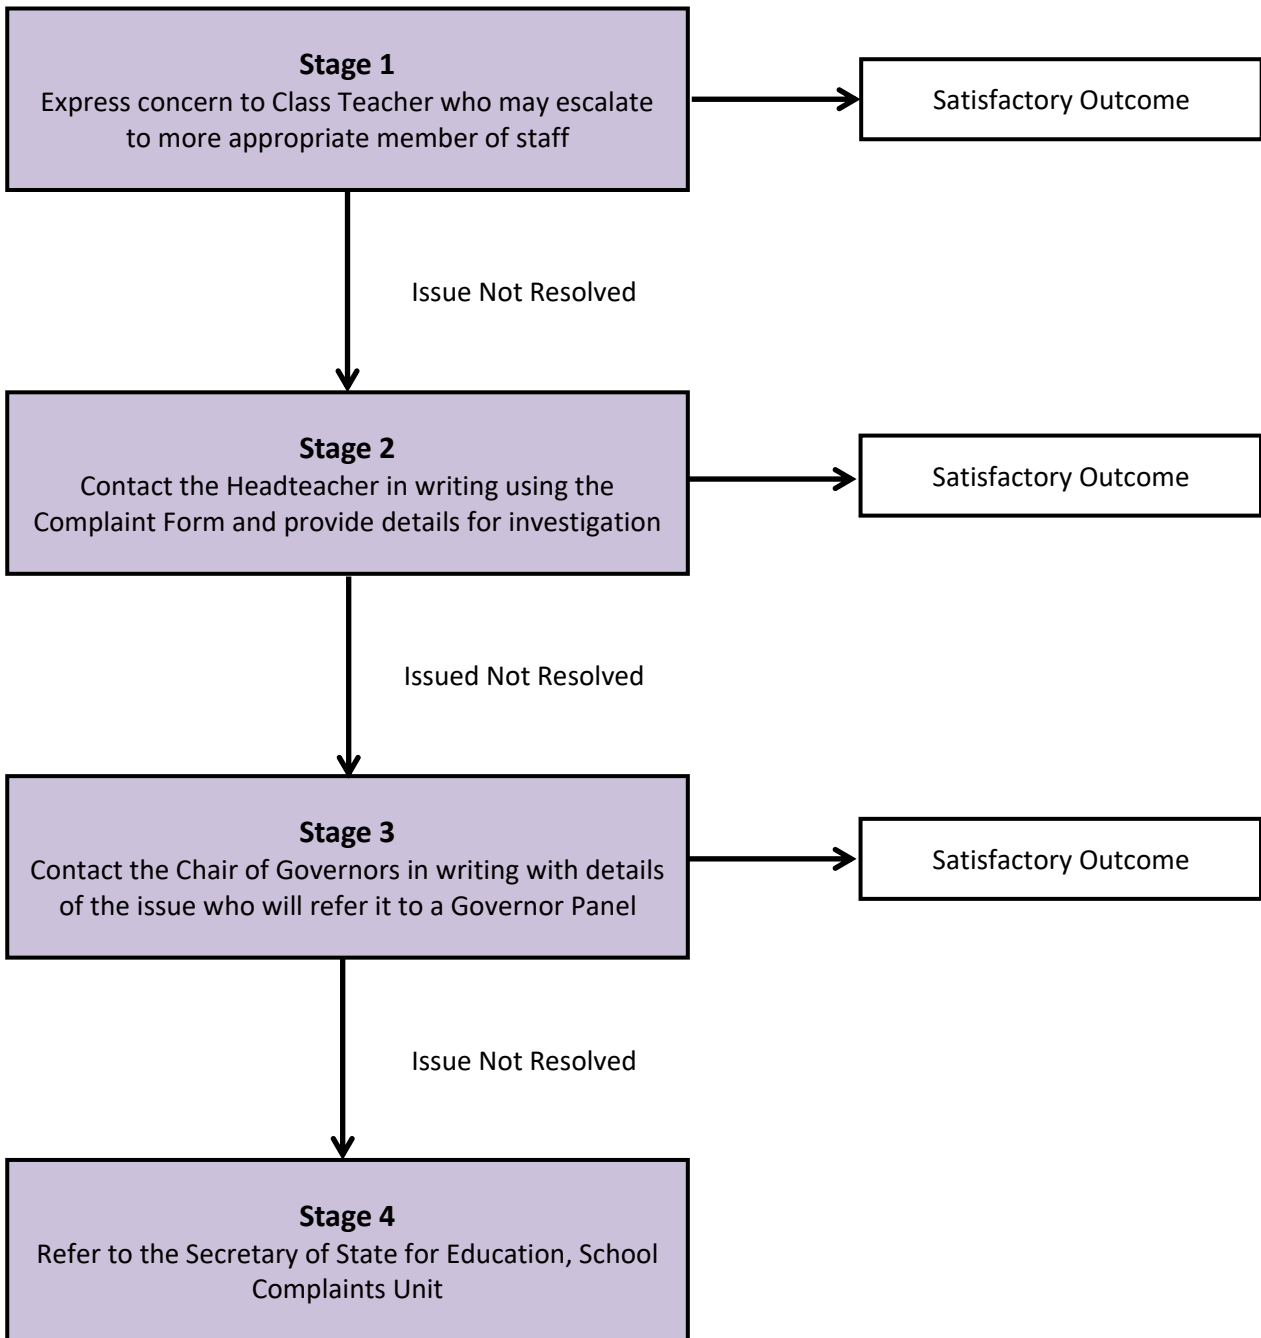 Stage 1
Express concern to Class Teacher who may escalate
to more appropriate member of staff
Satisfactory Outcome
Issue Not Resolved
Stage 2
Contact the Headteacher in writing using the
Complaint Form and provide details for investigation
Satisfactory Outcome
Issued Not Resolved
Stage 3
Contact the Chair of Governors in writing with details
of the issue who will refer it to a Governor Panel
Satisfactory Outcome
Issue Not Resolved
Stage 4
Refer to the Secretary of State for Education, School
Complaints Unit